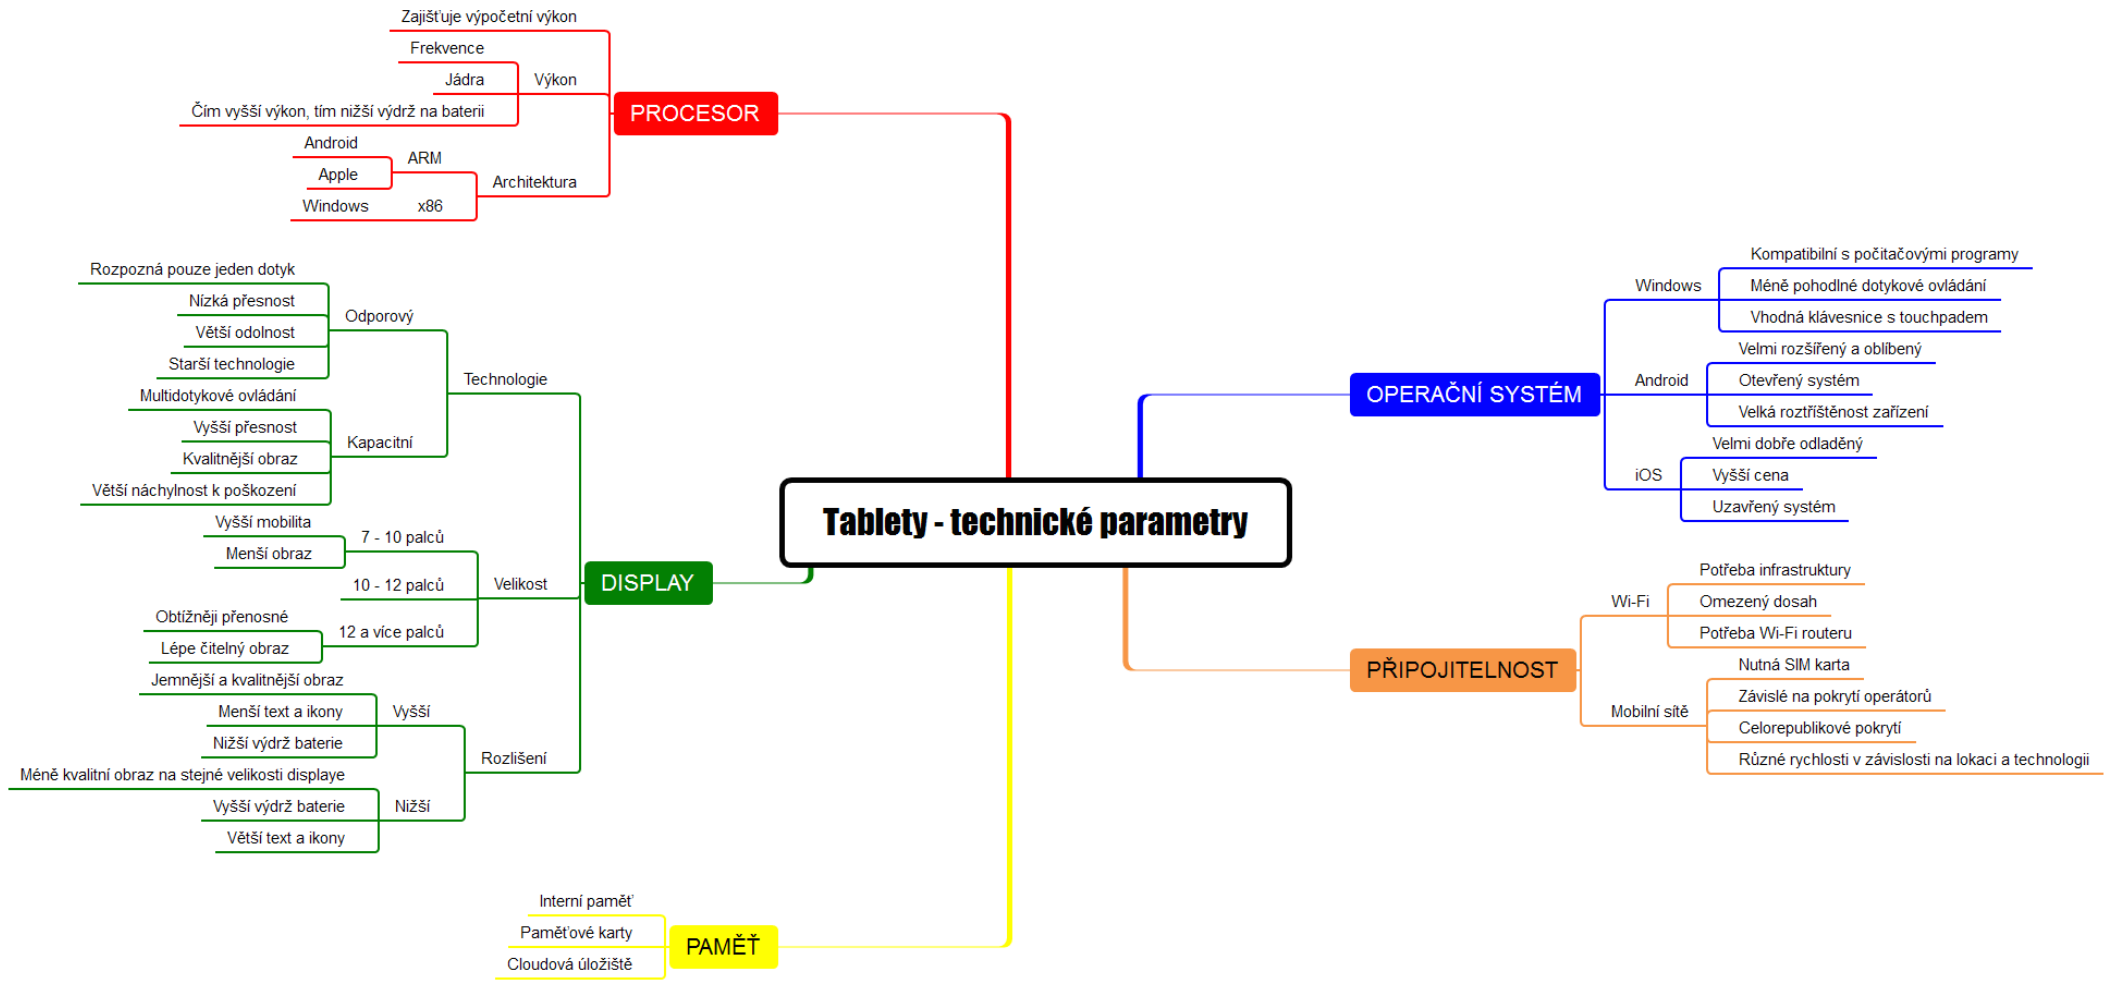 Tablety - technické parametry
PROCESOR
Zajišťuje výpočetní výkon
Výkon
Frekvence
Jádra
Čím vyšší výkon, tím nižší výdrž na baterii
Architektura
ARM
Android
Apple
x86
Windows
DISPLAY
Technologie
Odporový
Rozpozná pouze jeden dotyk
Nízká přesnost
Větší odolnost
Starší technologie
Kapacitní
Multidotykové ovládání
Vyšší přesnost
Kvalitnější obraz
Větší náchylnost k poškození
Velikost
7 - 10 palců
Vyšší mobilita
Menší obraz
10 - 12 palců
12 a více palců
Obtížněji přenosné
Lépe čitelný obraz
Rozlišení
Vyšší
Jemnější a kvalitnější obraz
Menší text a ikony
Nižší výdrž baterie
Nižší
Méně kvalitní obraz na stejné velikosti displaye
Vyšší výdrž baterie
Větší text a ikony
PAMĚŤ
Interní paměť
Paměťové karty
Cloudová úložiště
OPERAČNÍ SYSTÉM
Windows
Kompatibilní s počítačovými programy
Méně pohodlné dotykové ovládání
Vhodná klávesnice s touchpadem
Android
Velmi rozšířený a oblíbený
Otevřený systém
Velká roztříštěnost zařízení
iOS
Velmi dobře odladěný
Vyšší cena
Uzavřený systém
PŘIPOJITELNOST
Wi-Fi
Potřeba infrastruktury
Omezený dosah
Potřeba Wi-Fi routeru
Mobilní sítě
Nutná SIM karta
Závislé na pokrytí operátorů
Celorepublikové pokrytí
Různé rychlosti v závislosti na lokaci a technologii